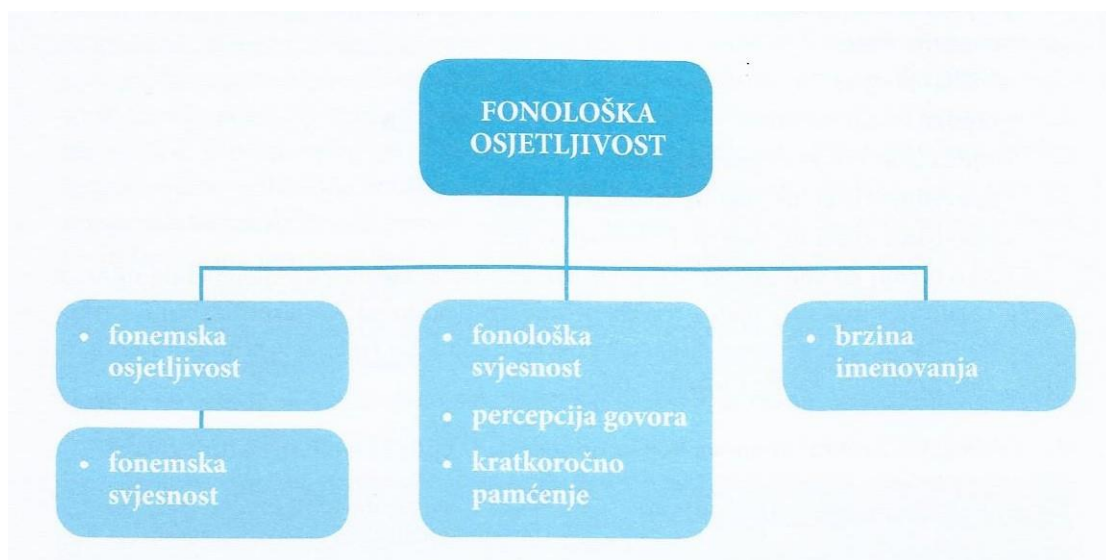 FONOLOŠKA
OSJETLJIVOST
• fonemska
osjetljivost
• fonemska
svjesnost
• fonološka
svjesnost
• percepcija govora
• kratkoročno
pamćenje
• brzina
imenovanja